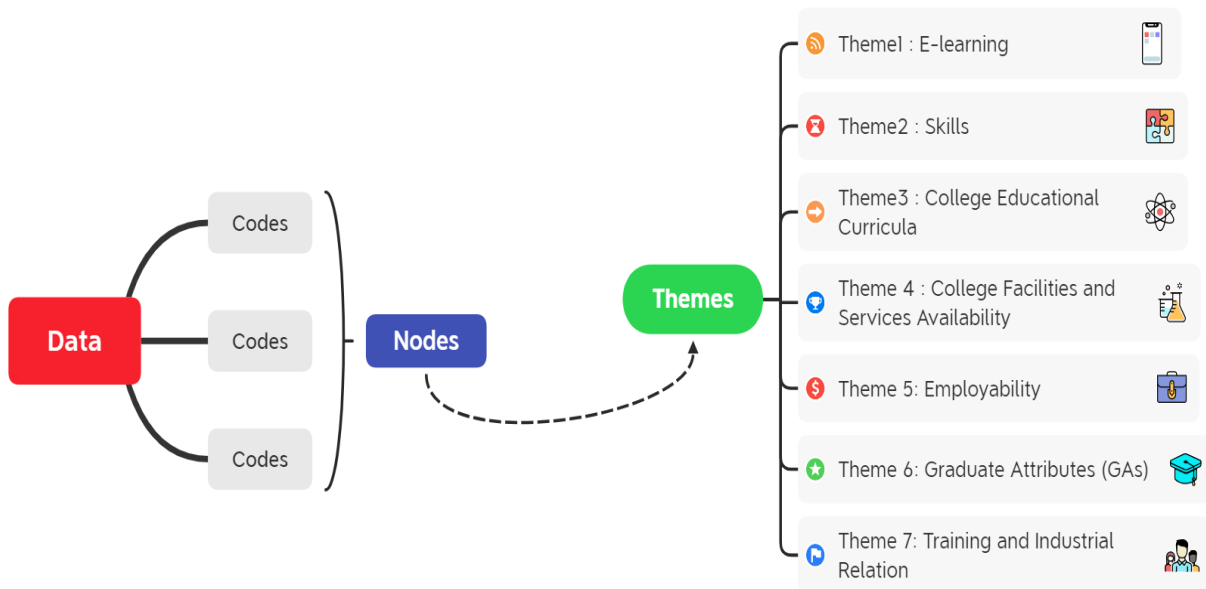 Data
Codes
Codes
Codes
Nodes
Themes
Theme1 : E-learning
Theme2 : Skills
Theme3 : College Educational
Curricula
Theme 4 : College Facilities and
Services Availability
Theme 5: Employability
Theme 6: Graduate Attributes (GAs)
Theme 7: Training and Industrial
Relation